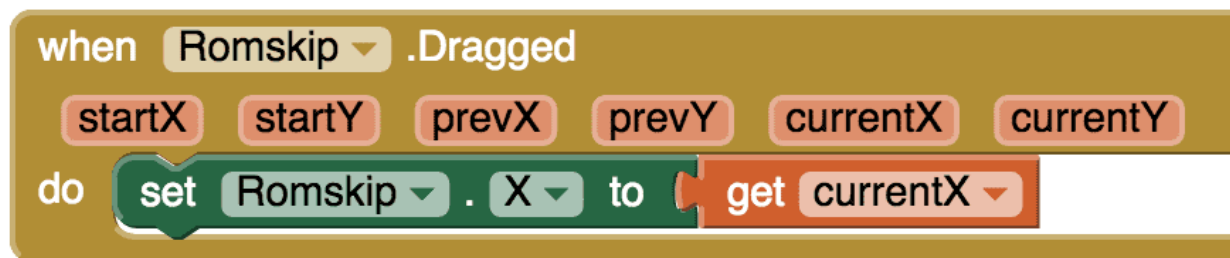 when Romskip .Dragged
startX startY prevX prevY currentX currentY
do set Romskip . X to get currentX